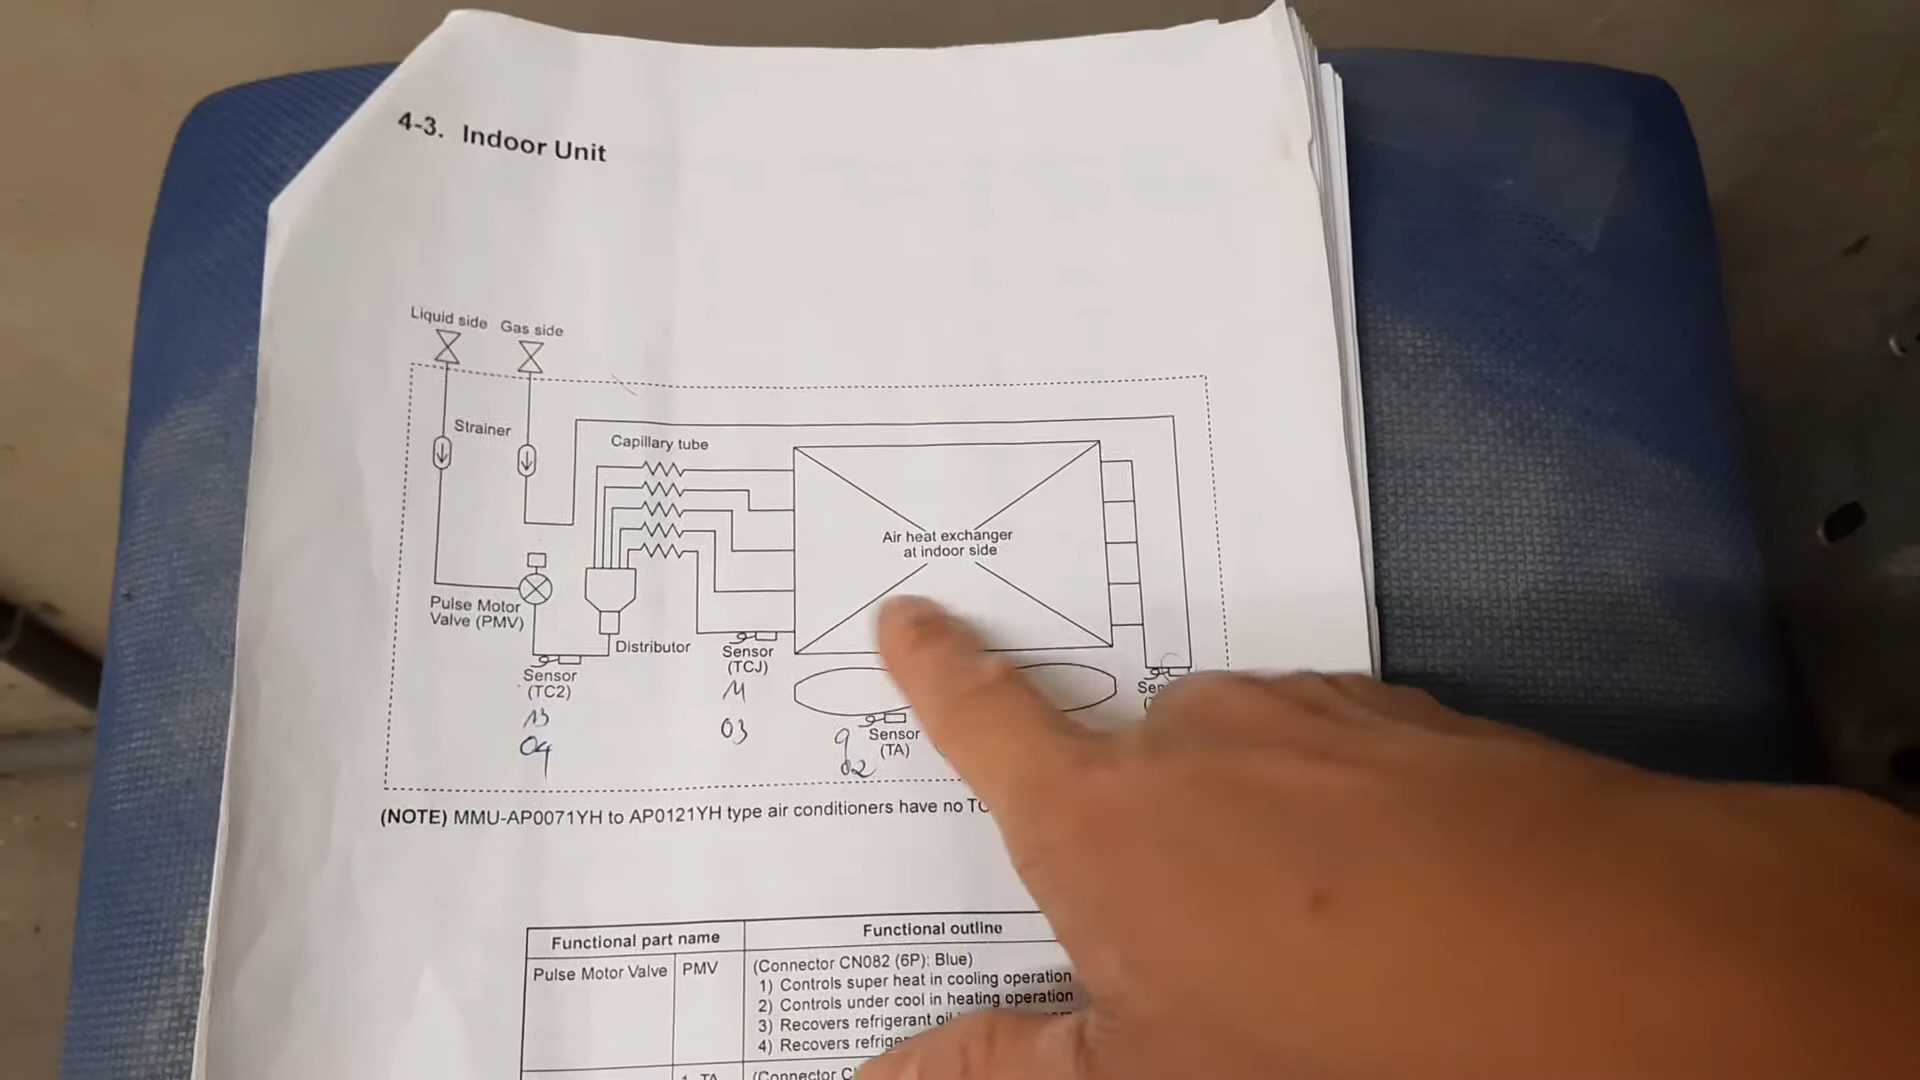 4-3. Indoor Unit
Liquid side Gas side
Strainer
Capillary tube
Air heat exchanger
at indoor side
Pulse Motor
Valve (PMV)
Distributor
Sensor
(TCJ)
Sensor
(TC2)
03
04
Sensor
(TA)
9
02
(NOTE) MMU-AP0071YH to AP0121YH type air conditioners have no
Functional part name Functional outline
Pulse Motor Valve PMV (Connector CN082 (6P): Blue)
1) Controls super heat in cooling operation
2) Controls under cool in heating operation
3) Recovers refrigerant oil
4) Recovers
TA (Connector